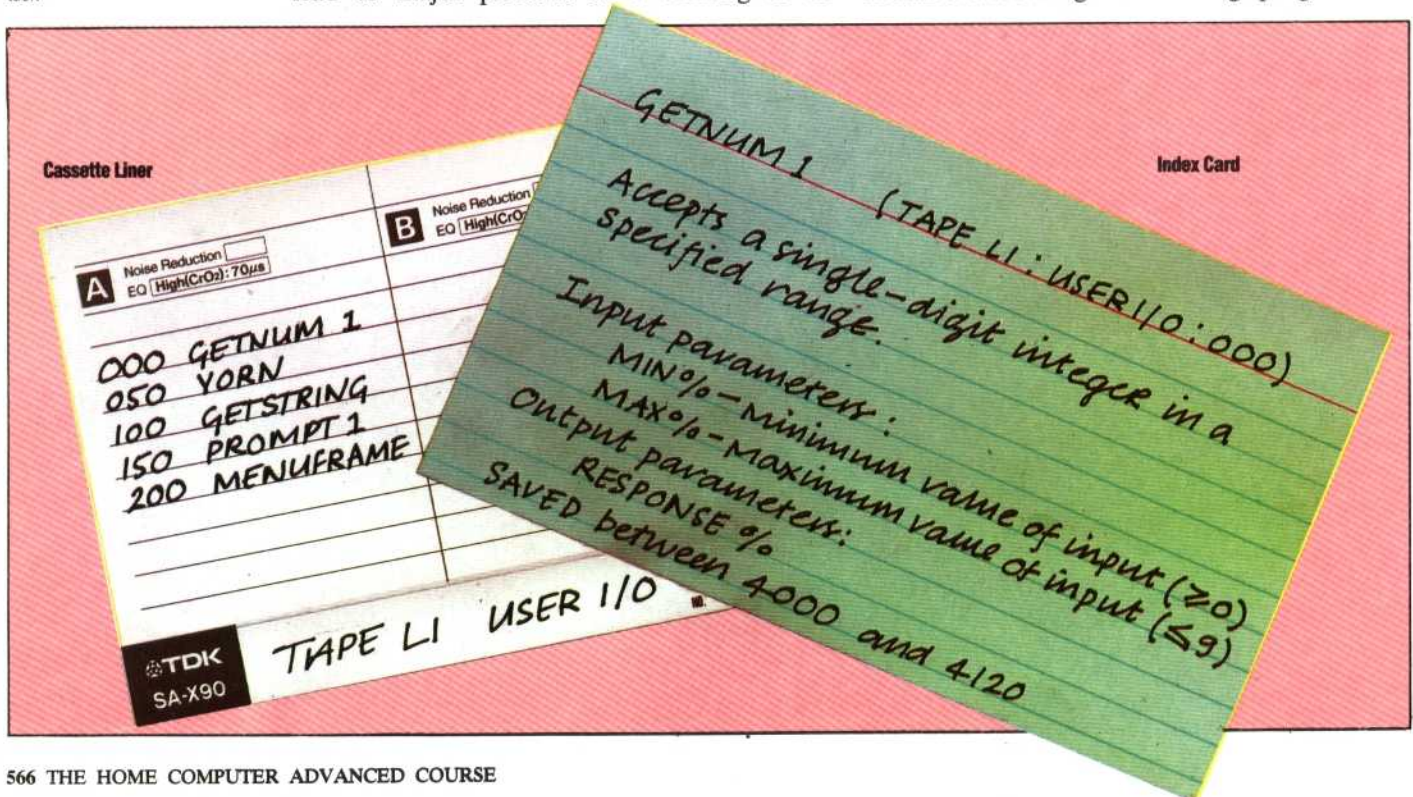 Cassette Liner
A Noise Reduction
EQ High(CrO₂): 70μs
B Noise Reduction
000 GETNUM 1
050 YORN
100 GETSTRING
150 PROMPT 1
200 MENUFRAME
TDK
SA-X90
TAPE L1 USER I/O
NO.
Index Card
GETNUM 1 (TAPE L1 : USER I/O : 000)
Accepts a single-digit integer in a
specified range.
Input parameters :
MIN% - Minimum value of input (≥0)
MAX% - Maximum value of input (≤9)
Output parameters:
RESPONSE %
SAVED between 4000 and 4120
566 THE HOME COMPUTER ADVANCED COURSE